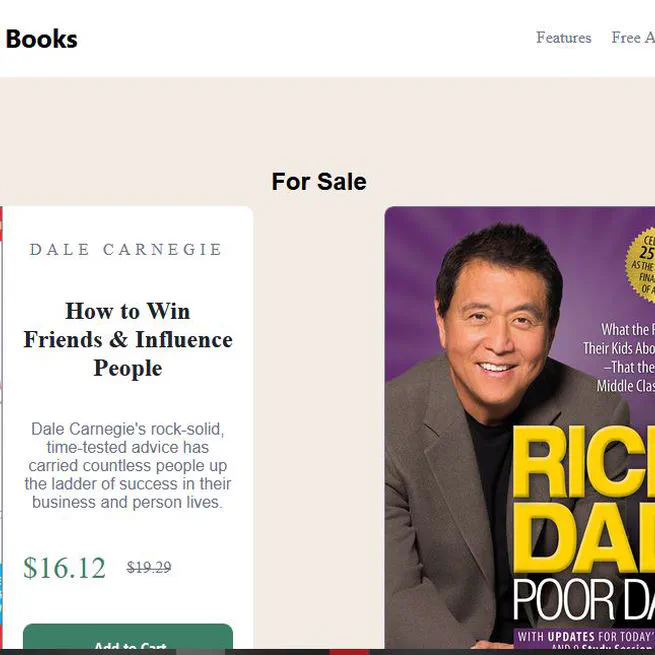 Books
Features
Free A
For Sale
DALE CARNEGIE
How to Win
Friends & Influence
People
Dale Carnegie's rock-solid,
time-tested advice has
carried countless people up
the ladder of success in their
business and person lives.
$16.12 $19.29
Add to Cart
CEL
25
AS THE
FINA
OF A
What the R
Their Kids Abo
–That the
Middle Clas
RIC
DAD
POOR DA
WITH UPDATES FOR TODAY'
AND 9 Study Session